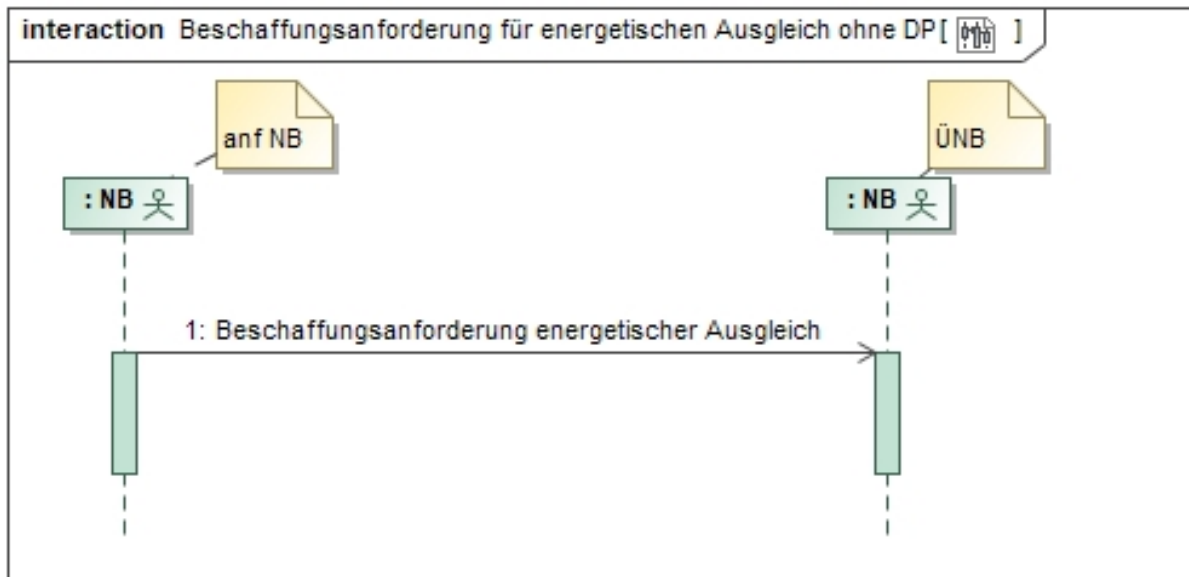 interaction Beschaffungsanforderung für energetischen Ausgleich ohne DP[ ]
anf NB
ÜNB
: NB
: NB
1: Beschaffungsanforderung energetischer Ausgleich